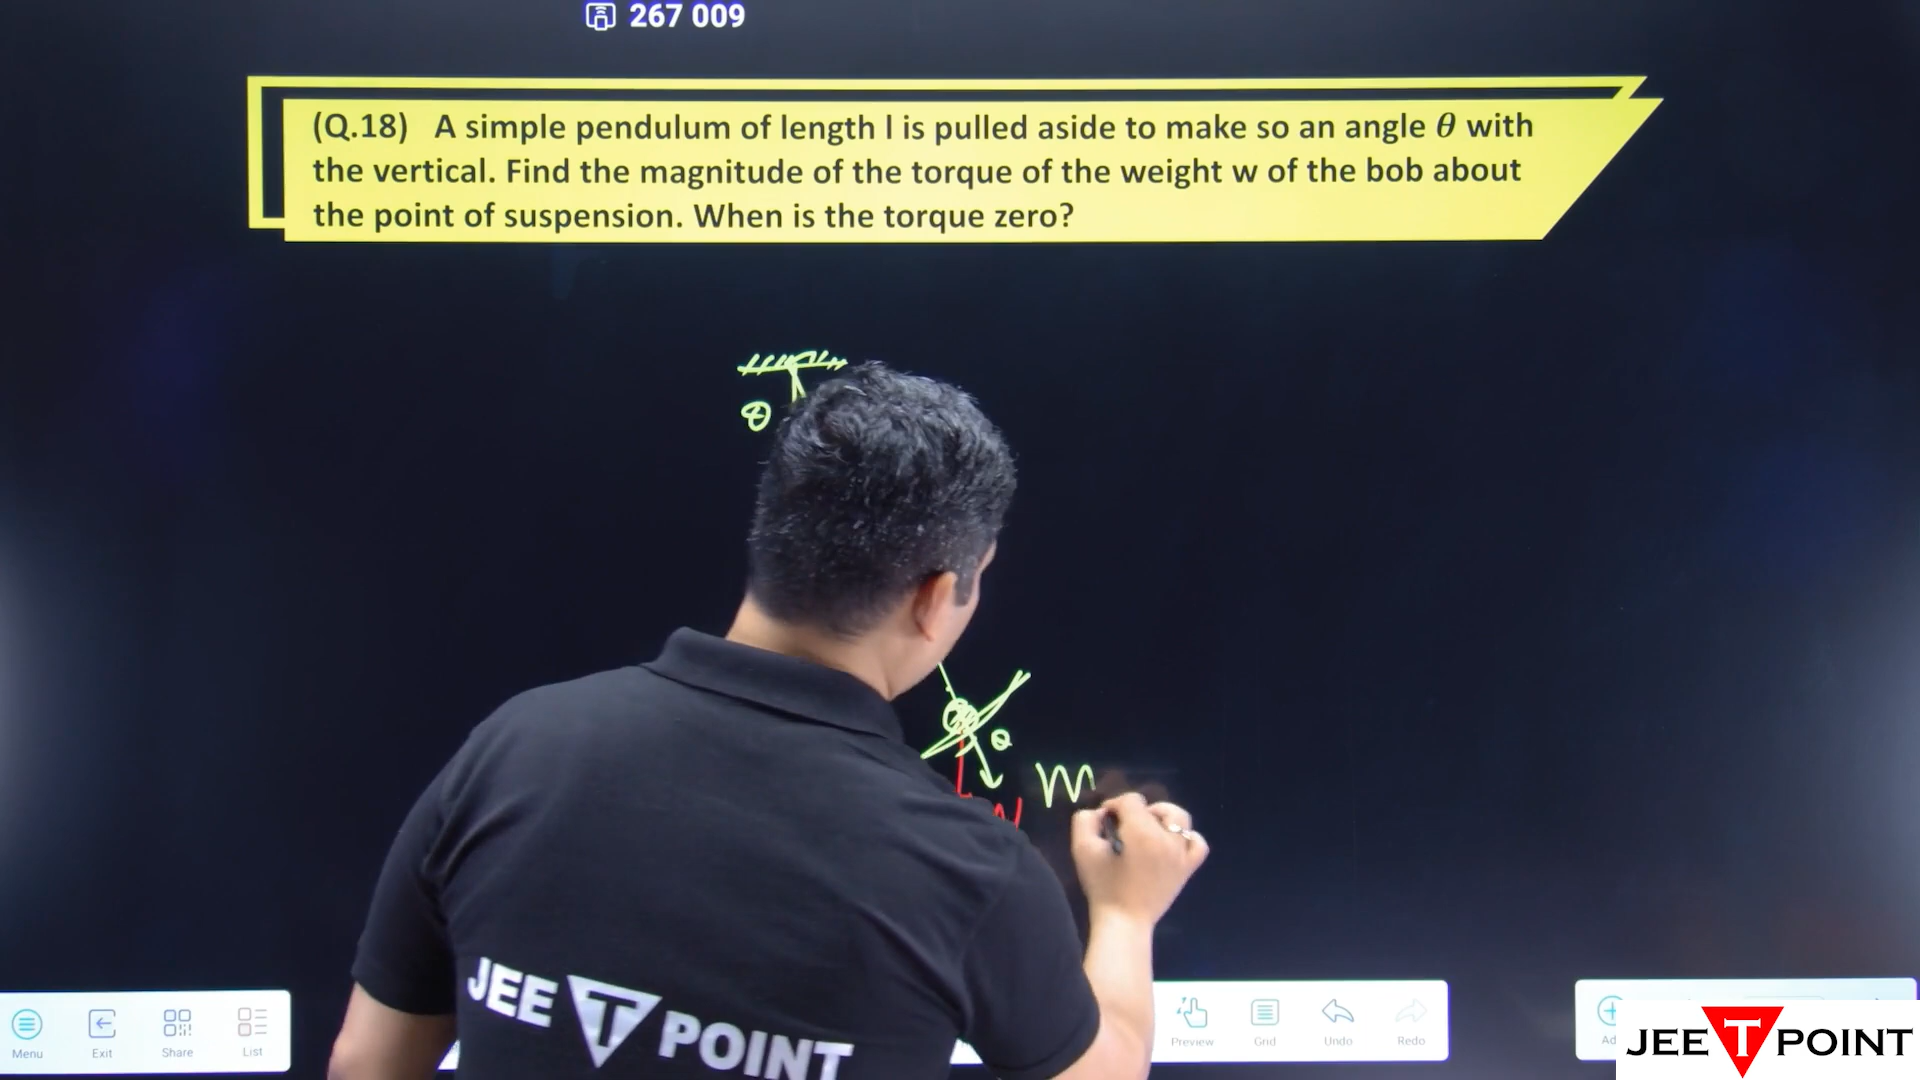 267 009
(Q.18) A simple pendulum of length l is pulled aside to make so an angle θ with
the vertical. Find the magnitude of the torque of the weight w of the bob about
the point of suspension. When is the torque zero?
θ
θ
m
JEE T POINT
Menu Exit Share List
Preview Grid Undo Redo
JEE T POINT